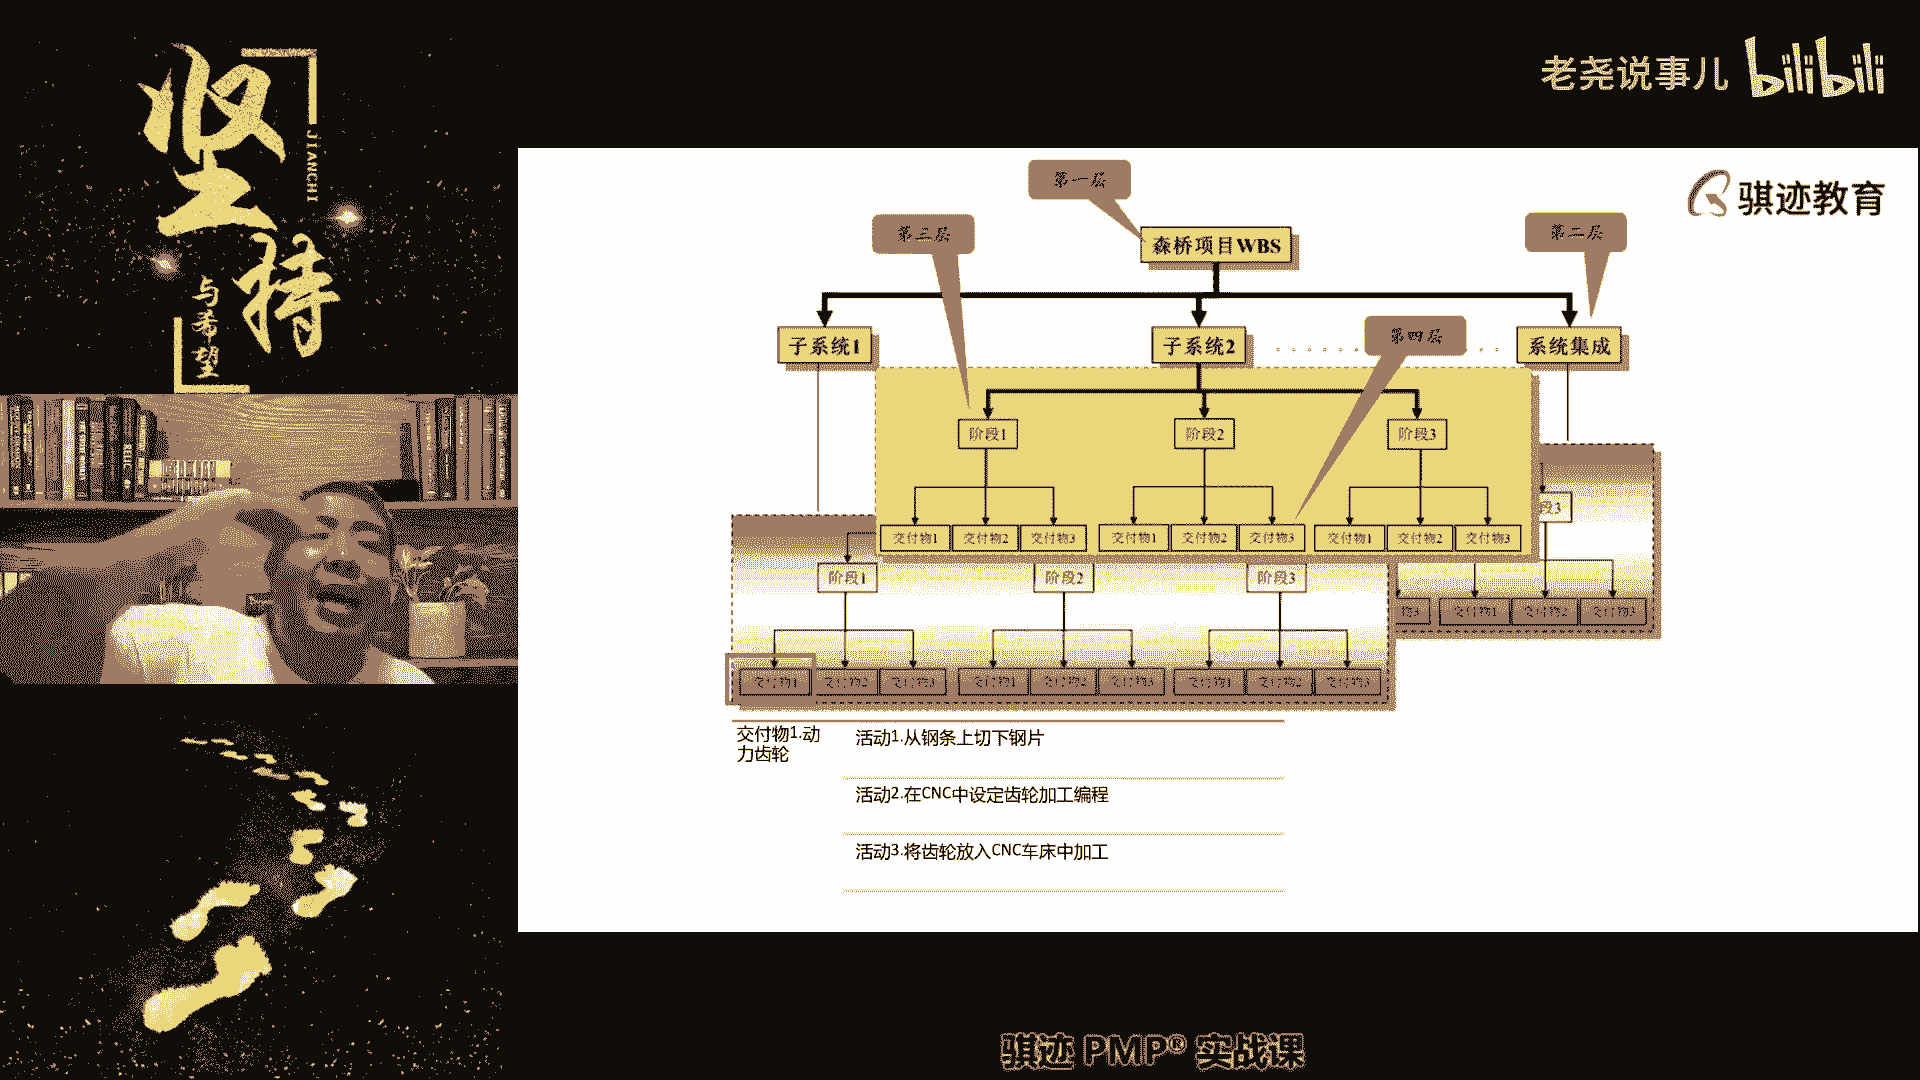 坚持
JIANCHI
与希望
老尧说事儿 bilibili
骐迹教育
第一层
第三层
第二层
森桥项目WBS
子系统1
子系统2
第四层
系统集成
阶段1
阶段2
阶段3
段3
交付物1 交付物2 交付物3
交付物1 交付物2 交付物3
交付物1 交付物2 交付物3
阶段1
阶段2
阶段3
物3
交付物1 交付物2 交付物3
交付物1 交付物2 交付物3
交付物1 交付物2 交付物3
交付物1 交付物2 交付物3
交付物1.动
力齿轮
活动1.从钢条上切下钢片
活动2.在CNC中设定齿轮加工编程
活动3.将齿轮放入CNC车床中加工
骐迹 PMP® 实战课